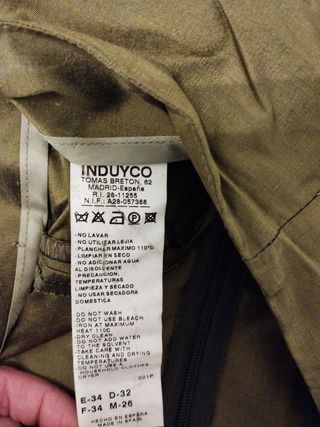 INDUYCO
TOMAS BRETON, 62
MADRID-España
R.I. 28-11255
N.I.F.: A28-057388
-NO LAVAR
-NO UTILIZAR LEJIA
-PLANCHAR MAXIMO 110°C
-LIMPIAR EN SECO
-NO ADICIONAR AGUA
AL DISOLVENTE
-PRECAUCION,
TEMPERATURAS
LIMPIEZA Y SECADO
-NO USAR SECADORA
DOMESTICA
-DO NOT WASH
-DO NOT USE BLEACH.
IRON AT MAXIMUM
HEAT 110C
-DRY CLEAN
-DO NOT ADD WATER
TO THE SOLVENT
-TAKE CARE WITH
CLEANING AND DRYING
TEMPERATURES
-DO NOT USE A
HOUSEHOLD CLOTHES
DRYER
001P
E-34 D-32
F-34 M-26
HECHO EN ESPAÑA
MADE IN SPAIN